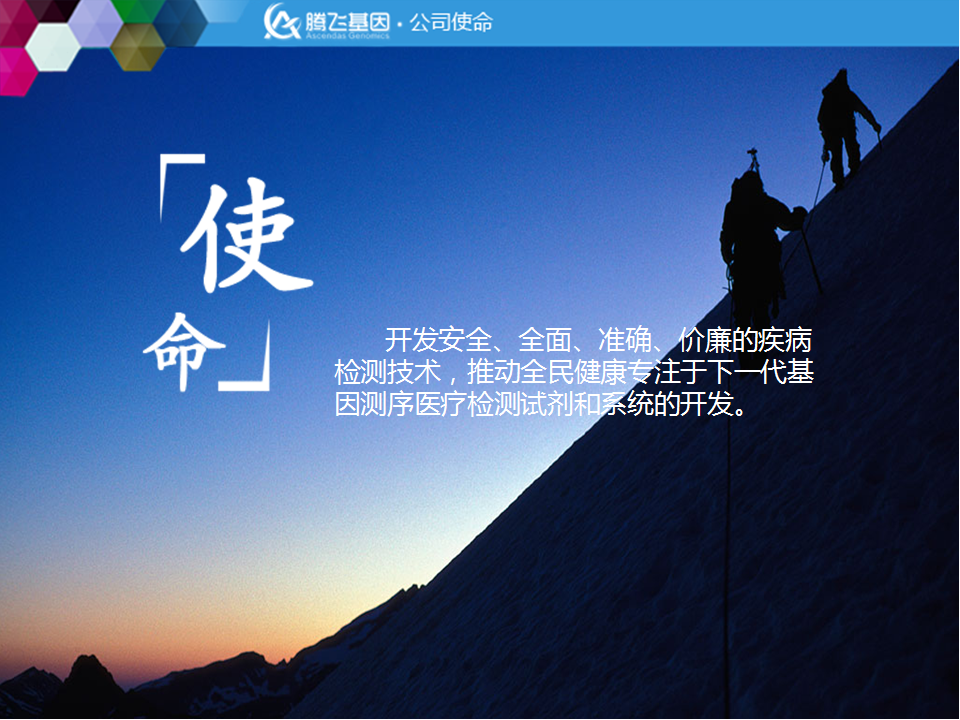 腾飞基因·公司使命
Ascendas Genomics
「使命」
开发安全、全面、准确、价廉的疾病
检测技术，推动全民健康专注于下一代基
因测序医疗检测试剂和系统的开发。